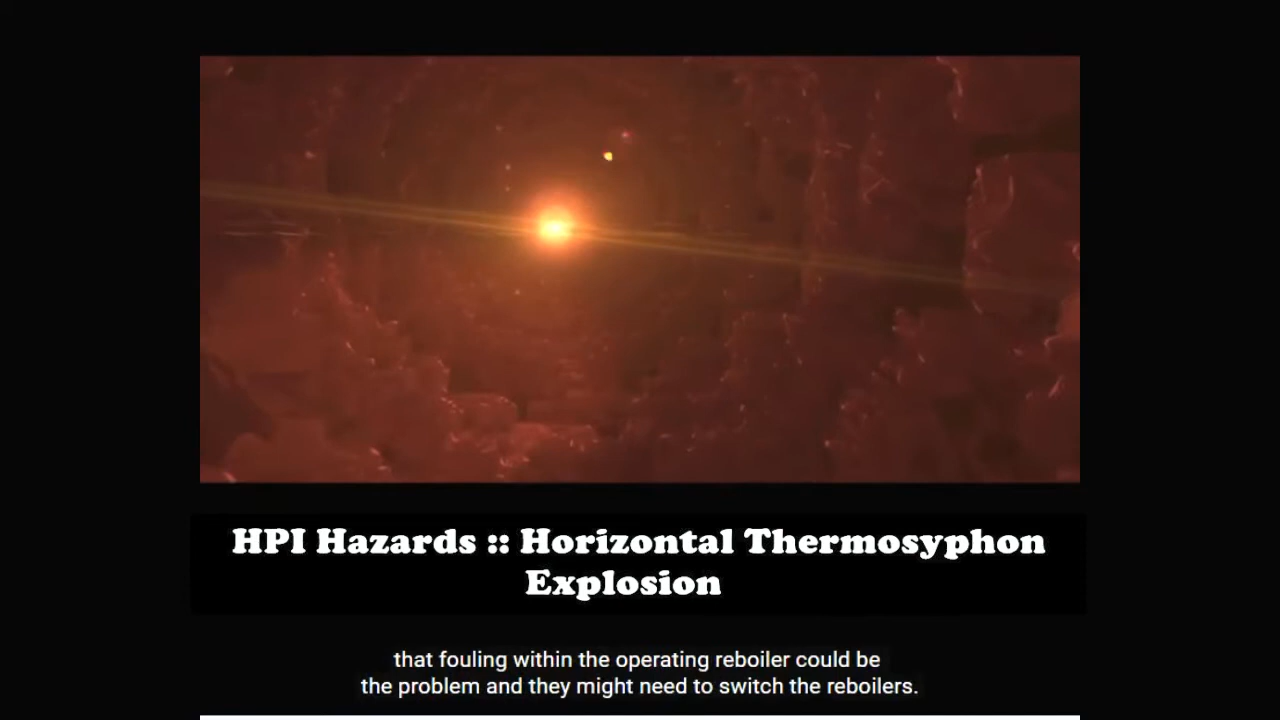 HPI Hazards :: Horizontal Thermosyphon
Explosion
that fouling within the operating reboiler could be
the problem and they might need to switch the reboilers.